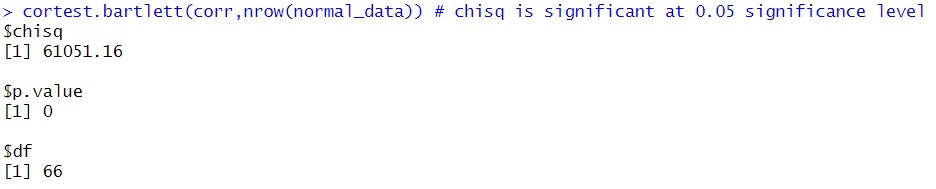 > cortest.bartlett(corr,nrow(normal_data)) # chisq is significant at 0.05 significance level
$chisq
[1] 61051.16
$p.value
[1] 0
$df
[1] 66